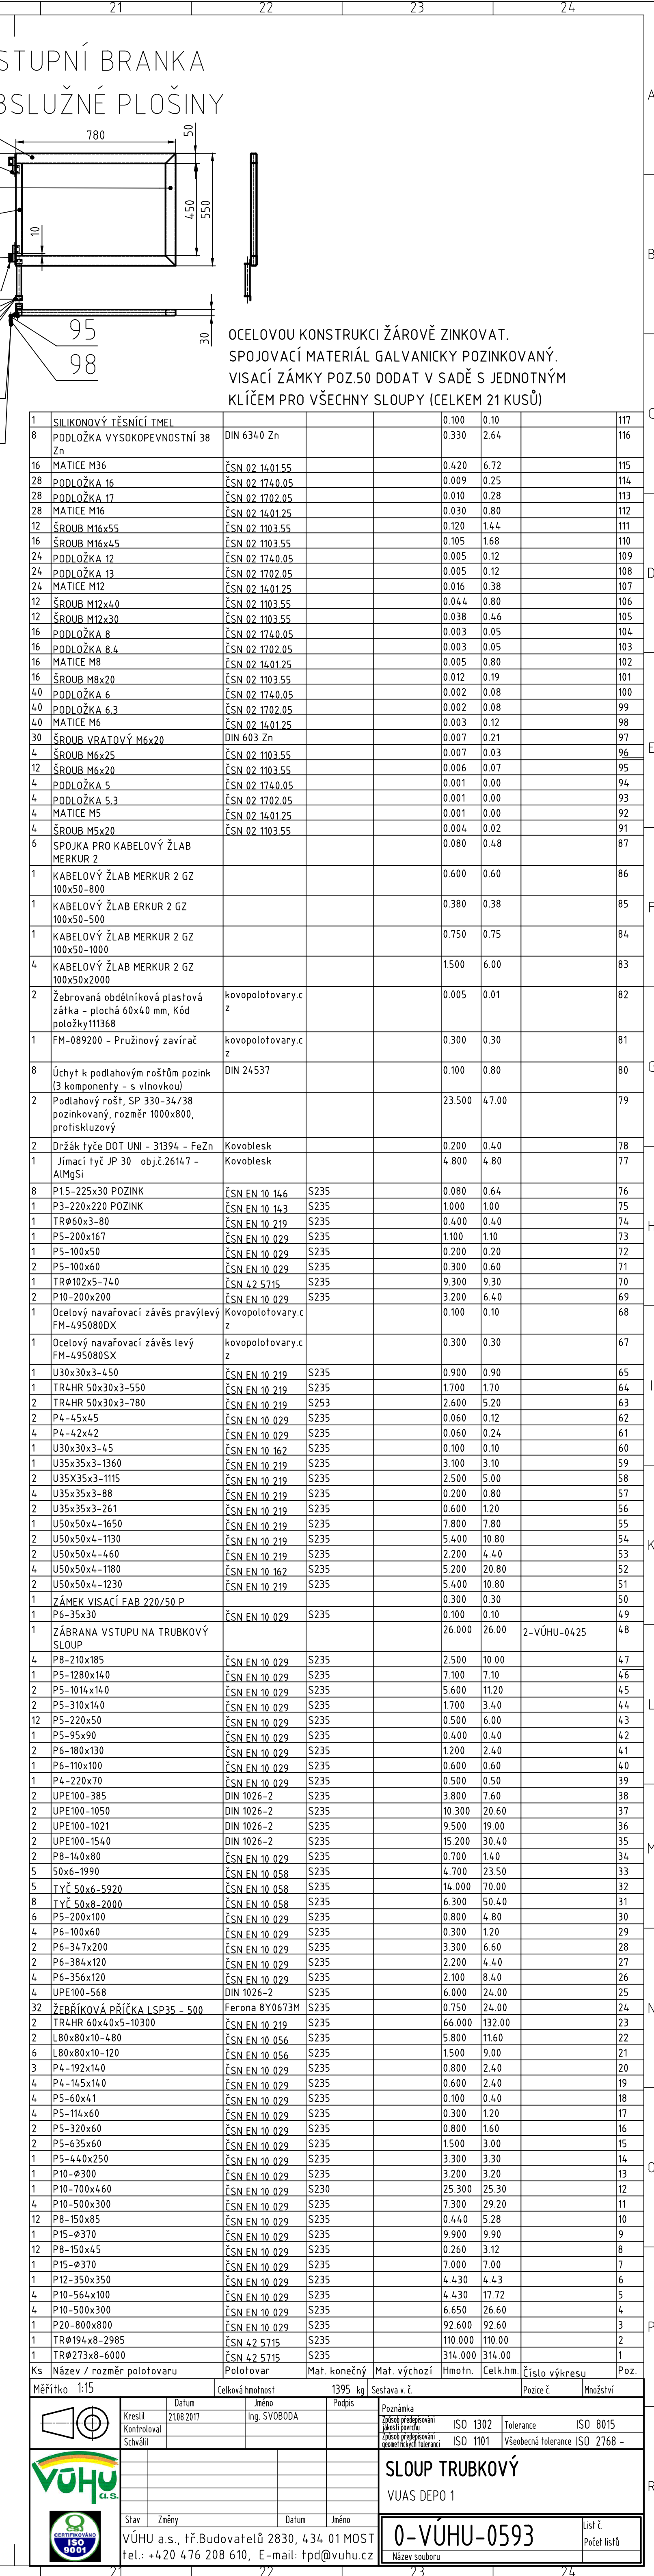 21 22 23 24
STUPNÍ BRANKA
BSLUŽNÉ PLOŠINY
780
50
450
550
10
30
95
98
OCELOVOU KONSTRUKCI ŽÁROVĚ ZINKOVAT.
SPOJOVACÍ MATERIÁL GALVANICKY POZINKOVANÝ.
VISACÍ ZÁMKY POZ.50 DODAT V SADĚ S JEDNOTNÝM
KLÍČEM PRO VŠECHNY SLOUPY (CELKEM 21 KUSŮ)
1 SILIKONOVÝ TĚSNÍCÍ TMEL 0.100 0.10 117
8 PODLOŽKA VYSOKOPEVNOSTNÍ 38 DIN 6340 Zn 0.330 2.64 116
Zn
16 MATICE M36 ČSN 02 1401.55 0.420 6.72 115
28 PODLOŽKA 16 ČSN 02 1740.05 0.009 0.25 114
28 PODLOŽKA 17 ČSN 02 1702.05 0.010 0.28 113
28 MATICE M16 ČSN 02 1401.25 0.030 0.80 112
12 ŠROUB M16x55 ČSN 02 1103.55 0.120 1.44 111
16 ŠROUB M16x45 ČSN 02 1103.55 0.105 1.68 110
24 PODLOŽKA 12 ČSN 02 1740.05 0.005 0.12 109
24 PODLOŽKA 13 ČSN 02 1702.05 0.005 0.12 108
24 MATICE M12 ČSN 02 1401.25 0.016 0.38 107
12 ŠROUB M12x40 ČSN 02 1103.55 0.044 0.80 106
12 ŠROUB M12x30 ČSN 02 1103.55 0.038 0.46 105
16 PODLOŽKA 8 ČSN 02 1740.05 0.003 0.05 104
16 PODLOŽKA 8.4 ČSN 02 1702.05 0.003 0.05 103
16 MATICE M8 ČSN 02 1401.25 0.005 0.80 102
16 ŠROUB M8x20 ČSN 02 1103.55 0.012 0.19 101
40 PODLOŽKA 6 ČSN 02 1740.05 0.002 0.08 100
40 PODLOŽKA 6.3 ČSN 02 1702.05 0.002 0.08 99
40 MATICE M6 ČSN 02 1401.25 0.003 0.12 98
30 ŠROUB VRATOVÝ M6x20 DIN 603 Zn 0.007 0.21 97
4 ŠROUB M6x25 ČSN 02 1103.55 0.007 0.03 96
12 ŠROUB M6x20 ČSN 02 1103.55 0.006 0.07 95
4 PODLOŽKA 5 ČSN 02 1740.05 0.001 0.00 94
4 PODLOŽKA 5.3 ČSN 02 1702.05 0.001 0.00 93
4 MATICE M5 ČSN 02 1401.25 0.001 0.00 92
4 ŠROUB M5x20 ČSN 02 1103.55 0.004 0.02 91
6 SPOJKA PRO KABELOVÝ ŽLAB 0.080 0.48 87
MERKUR 2
1 KABELOVÝ ŽLAB MERKUR 2 GZ 0.600 0.60 86
100x50-800
1 KABELOVÝ ŽLAB ERKUR 2 GZ 0.380 0.38 85
100x50-500
1 KABELOVÝ ŽLAB MERKUR 2 GZ 0.750 0.75 84
100x50-1000
4 KABELOVÝ ŽLAB MERKUR 2 GZ 1.500 6.00 83
100x50x2000
2 Žebrovaná obdélníková plastová kovopolotovary.c 0.005 0.01 82
zátka - plochá 60x40 mm, Kód z
položky111368
1 FM-089200 - Pružinový zavírač kovopolotovary.c 0.300 0.30 81
z
8 Úchyt k podlahovým roštům pozink DIN 24537 0.100 0.80 80
(3 komponenty - s vlnovkou)
2 Podlahový rošt, SP 330-34/38 23.500 47.00 79
pozinkovaný, rozměr 1000x800,
protiskluzový
2 Držák tyče DOT UNI - 31394 - FeZn Kovoblesk 0.200 0.40 78
1 Jímací tyč JP 30 obj.č.26147 - Kovoblesk 4.800 4.80 77
AlMgSi
8 P1.5-225x30 POZINK ČSN EN 10 146 S235 0.080 0.64 76
1 P3-220x220 POZINK ČSN EN 10 143 S235 1.000 1.00 75
1 TRØ60x3-80 ČSN EN 10 219 S235 0.400 0.40 74
1 P5-200x167 ČSN EN 10 029 S235 1.100 1.10 73
1 P5-100x50 ČSN EN 10 029 S235 0.200 0.20 72
2 P5-100x60 ČSN EN 10 029 S235 0.300 0.60 71
1 TRØ102x5-740 ČSN 42 5715 S235 9.300 9.30 70
2 P10-200x200 ČSN EN 10 029 S235 3.200 6.40 69
1 Ocelový navařovací závěs pravýlevý Kovopolotovary.c 0.100 0.10 68
FM-495080DX z
1 Ocelový navařovací závěs levý kovopolotovary.c 0.300 0.30 67
FM-495080SX z
1 U30x30x3-450 ČSN EN 10 219 S235 0.900 0.90 65
1 TR4HR 50x30x3-550 ČSN EN 10 219 S235 1.700 1.70 64
2 TR4HR 50x30x3-780 ČSN EN 10 219 S253 2.600 5.20 63
2 P4-45x45 ČSN EN 10 029 S235 0.060 0.12 62
4 P4-42x42 ČSN EN 10 029 S235 0.060 0.24 61
1 U30x30x3-45 ČSN EN 10 162 S235 0.100 0.10 60
1 U35x35x3-1360 ČSN EN 10 219 S235 3.100 3.10 59
2 U35X35x3-1115 ČSN EN 10 219 S235 2.500 5.00 58
4 U35x35x3-88 ČSN EN 10 219 S235 0.200 0.80 57
2 U35x35x3-261 ČSN EN 10 219 S235 0.600 1.20 56
1 U50x50x4-1650 ČSN EN 10 219 S235 7.800 7.80 55
2 U50x50x4-1130 ČSN EN 10 219 S235 5.400 10.80 54
2 U50x50x4-460 ČSN EN 10 219 S235 2.200 4.40 53
4 U50x50x4-1180 ČSN EN 10 162 S235 5.200 20.80 52
2 U50x50x4-1230 ČSN EN 10 219 S235 5.400 10.80 51
1 ZÁMEK VISACÍ FAB 220/50 P 0.300 0.30 50
1 P6-35x30 ČSN EN 10 029 S235 0.100 0.10 49
1 ZÁBRANA VSTUPU NA TRUBKOVÝ 26.000 26.00 2-VÚHU-0425 48
SLOUP
4 P8-210x185 ČSN EN 10 029 S235 2.500 10.00 47
1 P5-1280x140 ČSN EN 10 029 S235 7.100 7.10 46
2 P5-1014x140 ČSN EN 10 029 S235 5.600 11.20 45
2 P5-310x140 ČSN EN 10 029 S235 1.700 3.40 44
12 P5-220x50 ČSN EN 10 029 S235 0.500 6.00 43
1 P5-95x90 ČSN EN 10 029 S235 0.400 0.40 42
2 P6-180x130 ČSN EN 10 029 S235 1.200 2.40 41
1 P6-110x100 ČSN EN 10 029 S235 0.600 0.60 40
1 P4-220x70 ČSN EN 10 029 S235 0.500 0.50 39
2 UPE100-385 DIN 1026-2 S235 3.800 7.60 38
2 UPE100-1050 DIN 1026-2 S235 10.300 20.60 37
2 UPE100-1021 DIN 1026-2 S235 9.500 19.00 36
2 UPE100-1540 DIN 1026-2 S235 15.200 30.40 35
2 P8-140x80 ČSN EN 10 029 S235 0.700 1.40 34
5 50x6-1990 ČSN EN 10 058 S235 4.700 23.50 33
5 TYČ 50x6-5920 ČSN EN 10 058 S235 14.000 70.00 32
8 TYČ 50x8-2000 ČSN EN 10 058 S235 6.300 50.40 31
6 P5-200x100 ČSN EN 10 029 S235 0.800 4.80 30
4 P6-100x60 ČSN EN 10 029 S235 0.300 1.20 29
2 P6-347x200 ČSN EN 10 029 S235 3.300 6.60 28
2 P6-384x120 ČSN EN 10 029 S235 2.200 4.40 27
4 P6-356x120 ČSN EN 10 029 S235 2.100 8.40 26
4 UPE100-568 DIN 1026-2 S235 6.000 24.00 25
32 ŽEBŘÍKOVÁ PŘÍČKA LSP35 - 500 Ferona 8Y0673M S235 0.750 24.00 24
2 TR4HR 60x40x5-10300 ČSN EN 10 219 S235 66.000 132.00 23
2 L80x80x10-480 ČSN EN 10 056 S235 5.800 11.60 22
6 L80x80x10-120 ČSN EN 10 056 S235 1.500 9.00 21
3 P4-192x140 ČSN EN 10 029 S235 0.800 2.40 20
4 P4-145x140 ČSN EN 10 029 S235 0.600 2.40 19
4 P5-60x41 ČSN EN 10 029 S235 0.100 0.40 18
4 P5-114x60 ČSN EN 10 029 S235 0.300 1.20 17
2 P5-320x60 ČSN EN 10 029 S235 0.800 1.60 16
2 P5-635x60 ČSN EN 10 029 S235 1.500 3.00 15
1 P5-440x250 ČSN EN 10 029 S235 3.300 3.30 14
1 P10-Ø300 ČSN EN 10 029 S235 3.200 3.20 13
1 P10-700x460 ČSN EN 10 029 S230 25.300 25.30 12
4 P10-500x300 ČSN EN 10 029 S235 7.300 29.20 11
12 P8-150x85 ČSN EN 10 029 S235 0.440 5.28 10
1 P15-Ø370 ČSN EN 10 029 S235 9.900 9.90 9
12 P8-150x45 ČSN EN 10 029 S235 0.260 3.12 8
1 P15-Ø370 ČSN EN 10 029 S235 7.000 7.00 7
1 P12-350x350 ČSN EN 10 029 S235 4.430 4.43 6
4 P10-564x100 ČSN EN 10 029 S235 4.430 17.72 5
4 P10-500x300 ČSN EN 10 029 S235 6.650 26.60 4
1 P20-800x800 ČSN EN 10 029 S235 92.600 92.60 3
1 TRØ194x8-2985 ČSN 42 5715 S235 110.000 110.00 2
1 TRØ273x8-6000 ČSN 42 5715 S235 314.000 314.00 1
Ks Název / rozměr polotovaru Polotovar Mat. konečný Mat. výchozí Hmotn. Celk.hm. Číslo výkresu Poz.
Měřítko 1:15 Celková hmotnost 1395 kg Sestava v. č. Pozice č. Množství
Datum Jméno Podpis Poznámka
Kreslil 21.08.2017 Ing. SVOBODA
Kontroloval
Schválil
Způsob předepisování jakosti povrchu ISO 1302 Tolerance ISO 8015
Způsob předepisování geometrických tolerancí ISO 1101 Všeobecná tolerance ISO 2768 -
VÚHU a.s.
SLOUP TRUBKOVÝ
VUAS DEPO 1
CERTIFIKOVÁNO
ISO
9001
Stav Změny Datum Jméno
VÚHU a.s., tř.Budovatelů 2830, 434 01 MOST
tel.: +420 476 208 610, E-mail: tpd@vuhu.cz
0-VÚHU-0593
Název souboru
List č.
Počet listů
A
B
C
D
E
F
G
H
I
K
L
M
N
O
P
R
21 22 23 24